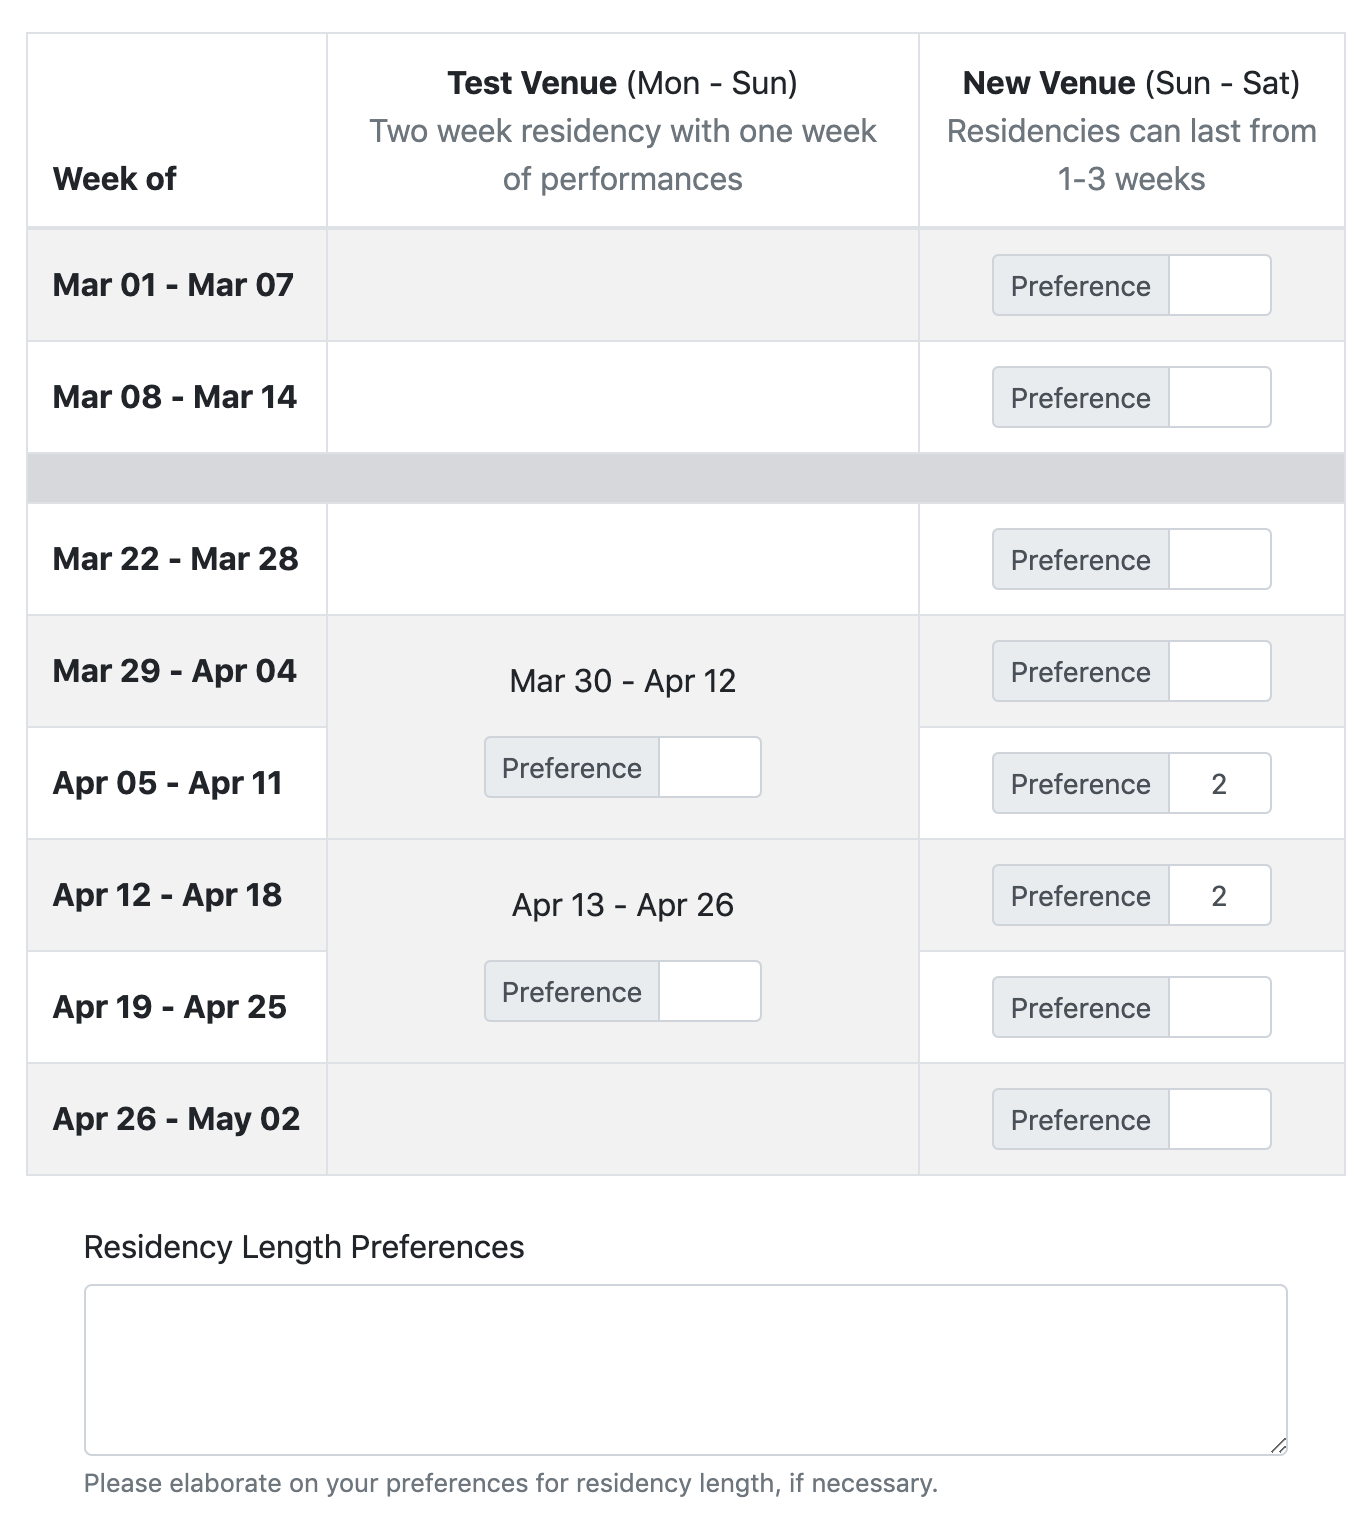 Week of
Test Venue (Mon - Sun)
Two week residency with one week
of performances
New Venue (Sun - Sat)
Residencies can last from
1-3 weeks
Mar 01 - Mar 07
Preference
Mar 08 - Mar 14
Preference
Mar 22 - Mar 28
Preference
Mar 29 - Apr 04
Mar 30 - Apr 12
Preference
Preference
Apr 05 - Apr 11
Preference 2
Apr 12 - Apr 18
Apr 13 - Apr 26
Preference
Preference 2
Apr 19 - Apr 25
Preference
Apr 26 - May 02
Preference
Residency Length Preferences
Please elaborate on your preferences for residency length, if necessary.